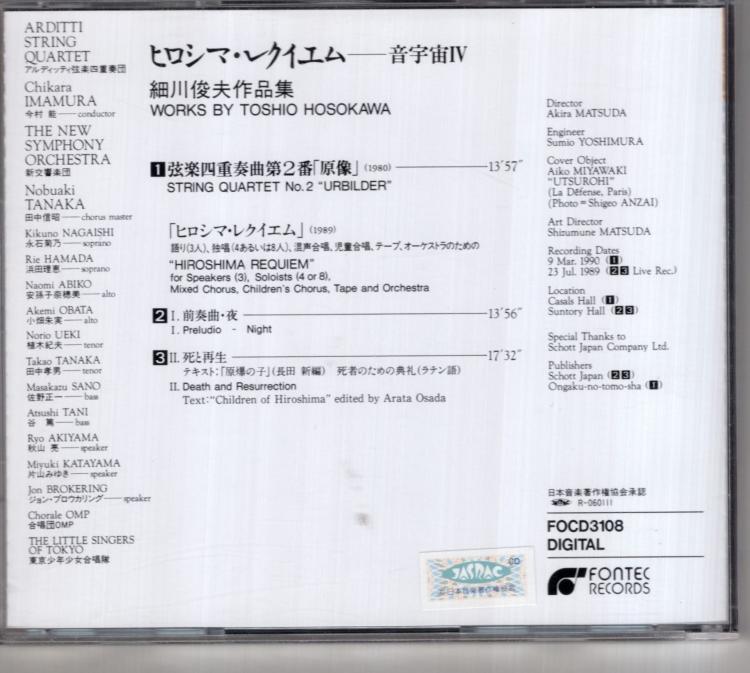 ARDITTI
STRING
QUARTET
アルディッティ弦楽四重奏団
Chikara
IMAMURA
今村 能——conductor
THE NEW
SYMPHONY
ORCHESTRA
新交響楽団
Nobuaki
TANAKA
田中信昭——chorus master
Kikuno NAGAISHI
永石菊乃——soprano
Rie HAMADA
浜田理恵——soprano
Naomi ABIKO
安孫子奈穂美——alto
Akemi OBATA
小畑朱実——alto
Norio UEKI
植木紀夫——tenor
Takao TANAKA
田中孝男——tenor
Masakazu SANO
佐野正一——bass
Atsushi TANI
谷 篤——bass
Ryo AKIYAMA
秋山 亮——speaker
Miyuki KATAYAMA
片山みゆき——speaker
Jon BROKERING
ジョン・ブロウカリング——speaker
Chorale OMP
合唱団OMP
THE LITTLE SINGERS
OF TOKYO
東京少年少女合唱隊
ヒロシマ・レクイエム——音宇宙IV
細川俊夫作品集
WORKS BY TOSHIO HOSOKAWA
1 弦楽四重奏曲第2番「原像」(1980)——13'57"
STRING QUARTET No.2 "URBILDER"
「ヒロシマ・レクイエム」(1989)
語り(3人)、独唱(4あるいは8人)、混声合唱、児童合唱、テープ、オーケストラのための
"HIROSHIMA REQUIEM"
for Speakers (3), Soloists (4 or 8),
Mixed Chorus, Children's Chorus, Tape and Orchestra
2 I. 前奏曲・夜——13'56"
I. Preludio - Night
3 II. 死と再生——17'32"
テキスト:「原爆の子」(長田 新編) 死者のための典礼(ラテン語)
II. Death and Resurrection
Text:"Children of Hiroshima" edited by Arata Osada
Director
Akira MATSUDA
Engineer
Sumio YOSHIMURA
Cover Object
Aiko MIYAWAKI
"UTSUROHI"
(La Défense, Paris)
(Photo=Shigeo ANZAI)
Art Director
Shizumune MATSUDA
Recording Dates
9 Mar. 1990 (1)
23 Jul. 1989 (2 3 Live Rec.)
Location
Casals Hall (1)
Suntory Hall (2 3)
Special Thanks to
Schott Japan Company Ltd.
Publishers
Schott Japan (2 3)
Ongaku-no-tomo-sha (1)
日本音楽著作権協会承認
R-060111
FOCD3108
DIGITAL
FONTEC
RECORDS
CD
JASRAC
日本音楽著作権協会